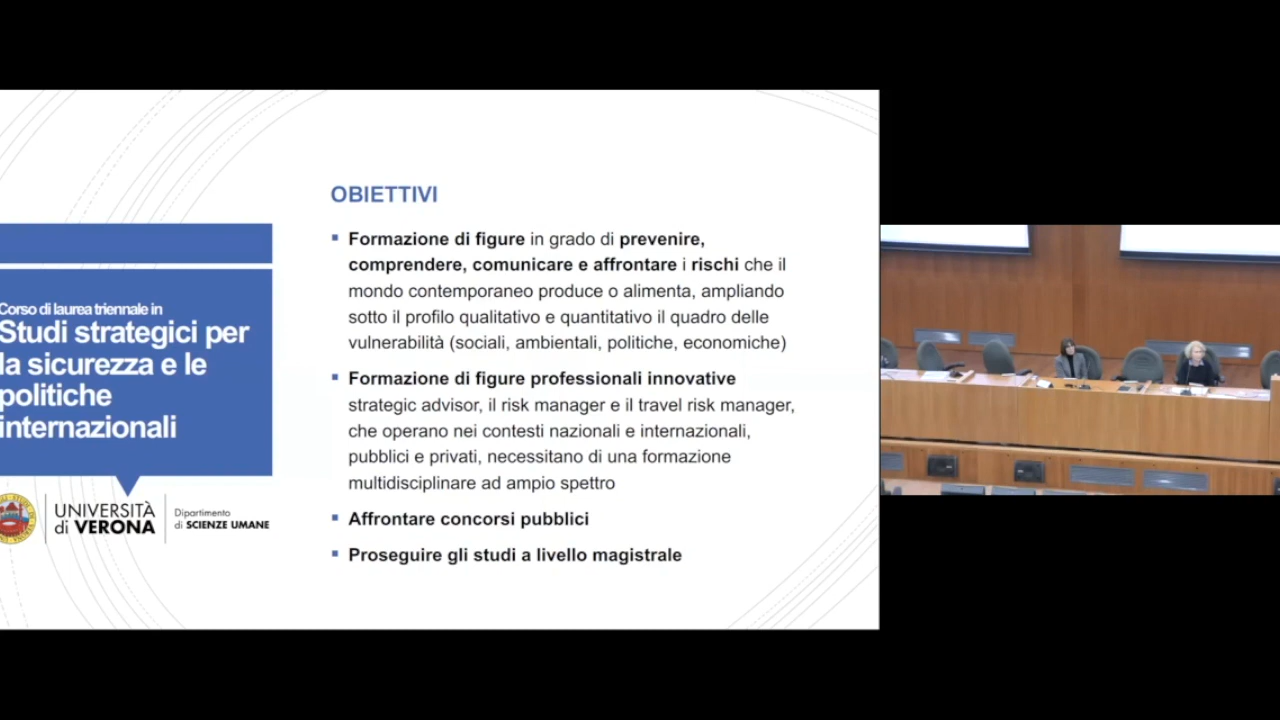 OBIETTIVI
Formazione di figure in grado di prevenire,
comprendere, comunicare e affrontare i rischi che il
mondo contemporaneo produce o alimenta, ampliando
sotto il profilo qualitativo e quantitativo il quadro delle
vulnerabilità (sociali, ambientali, politiche, economiche)
Formazione di figure professionali innovative
strategic advisor, il risk manager e il travel risk manager,
che operano nei contesti nazionali e internazionali,
pubblici e privati, necessitano di una formazione
multidisciplinare ad ampio spettro
Affrontare concorsi pubblici
Proseguire gli studi a livello magistrale
Corso di laurea triennale in
Studi strategici per
la sicurezza e le
politiche
internazionali
UNIVERSITÀ
di VERONA
Dipartimento
di SCIENZE UMANE